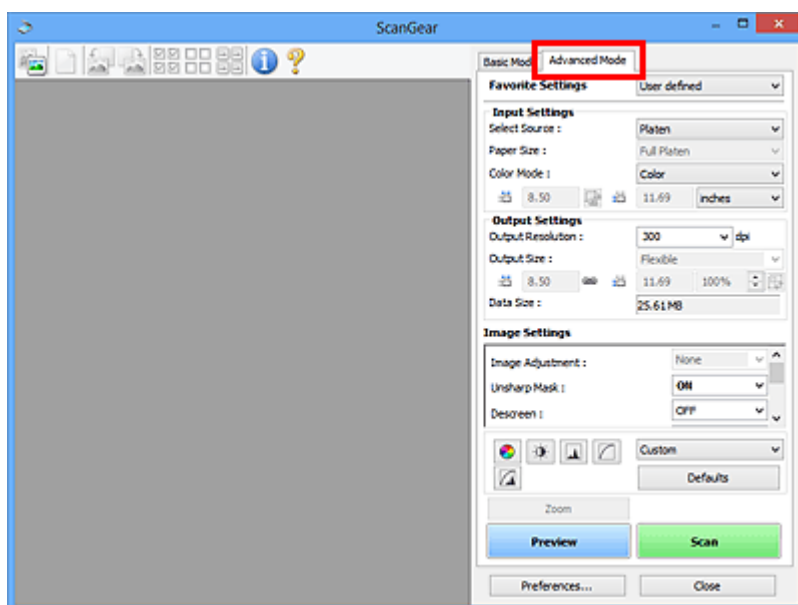 ScanGear
Basic Mod Advanced Mode
Favorite Settings User defined
Input Settings
Select Source : Platen
Paper Size : Full Platen
Color Mode : Color
8.50 11.69 inches
Output Settings
Output Resolution : 300 dpi
Output Size : Flexible
8.50 11.69 100%
Data Size : 25.61MB
Image Settings
Image Adjustment : None
Unsharp Mask : ON
Descreen : OFF
Custom
Defaults
Zoom
Preview Scan
Preferences... Close